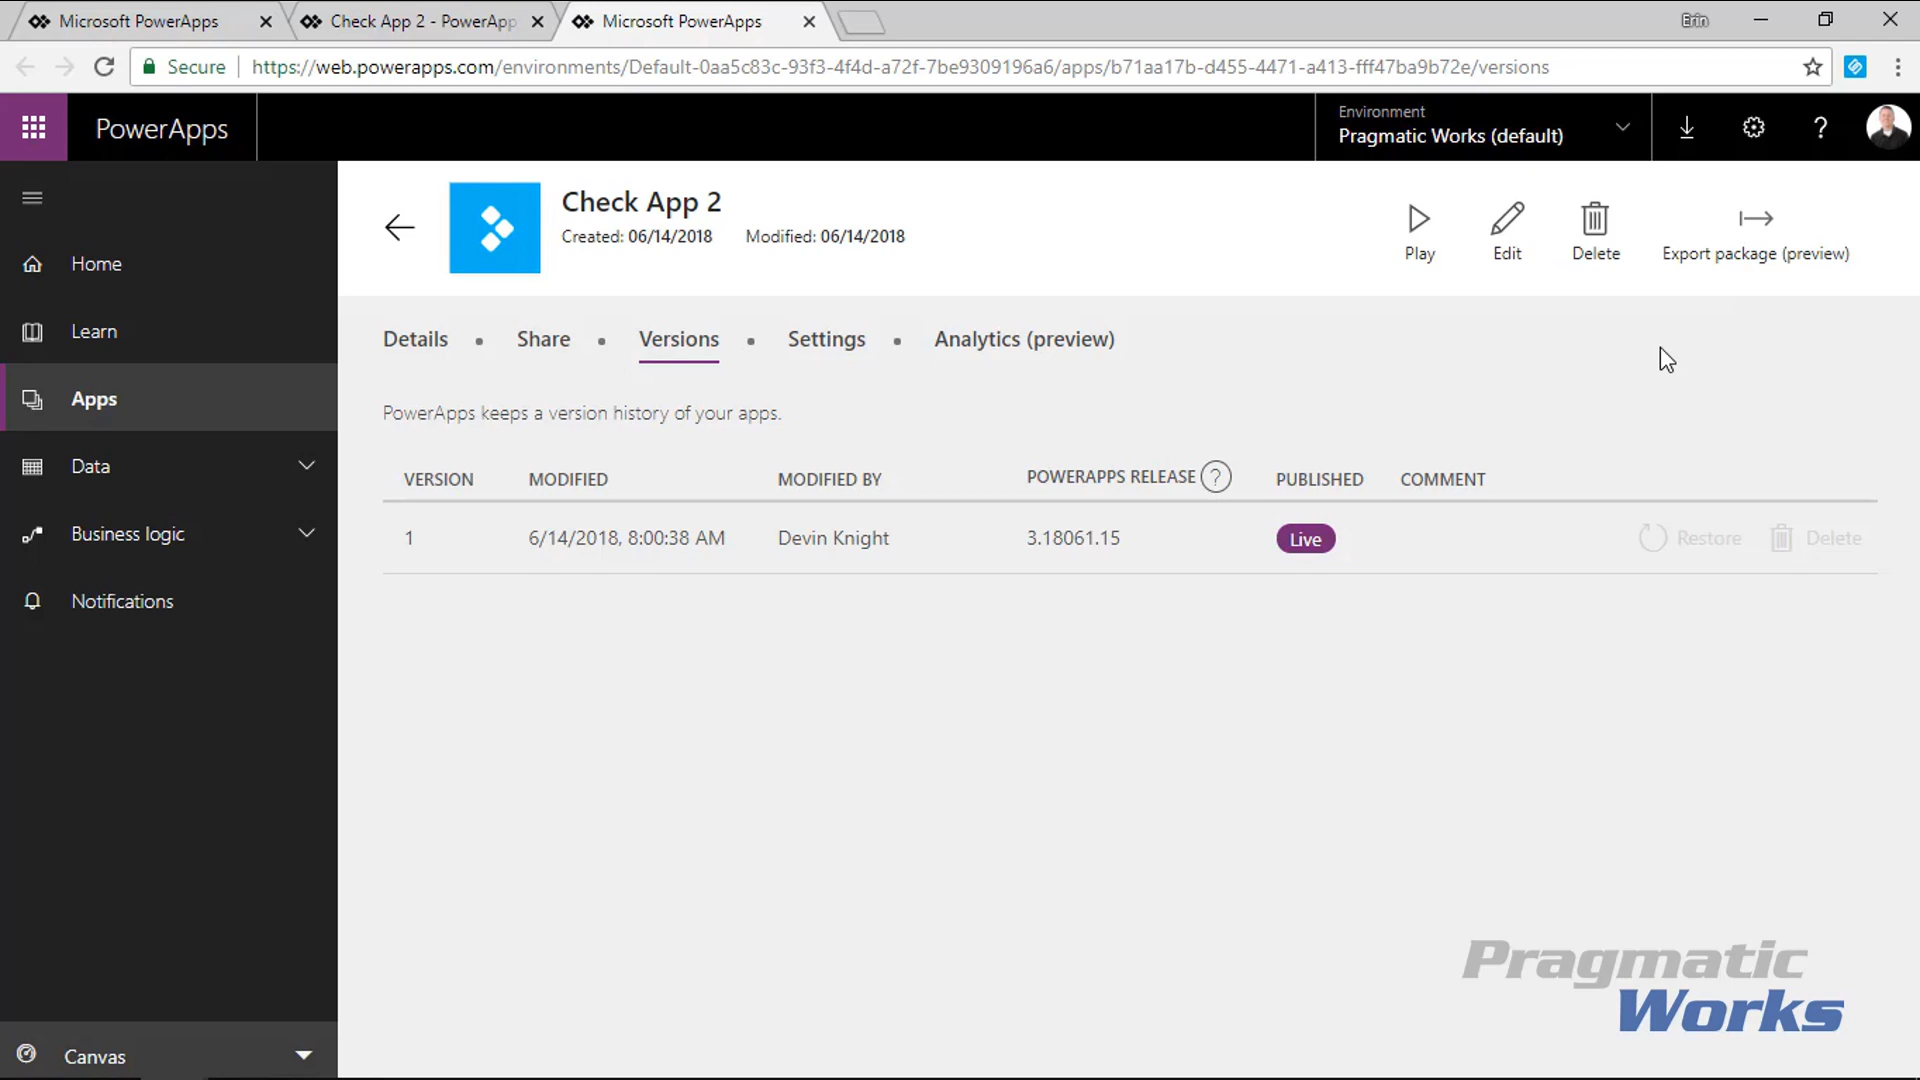 Microsoft PowerApps
Check App 2 - PowerApp
Microsoft PowerApps
Erin
Secure
https://web.powerapps.com/environments/Default-0aa5c83c-93f3-4f4d-a72f-7be9309196a6/apps/b71aa17b-d455-4471-a413-fff47ba9b72e/versions
PowerApps
Environment
Pragmatic Works (default)
?
Home
Learn
Apps
Data
Business logic
Notifications
Canvas
Check App 2
Created: 06/14/2018 Modified: 06/14/2018
Play
Edit
Delete
Export package (preview)
Details • Share • Versions • Settings • Analytics (preview)
PowerApps keeps a version history of your apps.
VERSION MODIFIED MODIFIED BY POWERAPPS RELEASE ? PUBLISHED COMMENT
1 6/14/2018, 8:00:38 AM Devin Knight 3.18061.15 Live Restore Delete
Pragmatic
Works